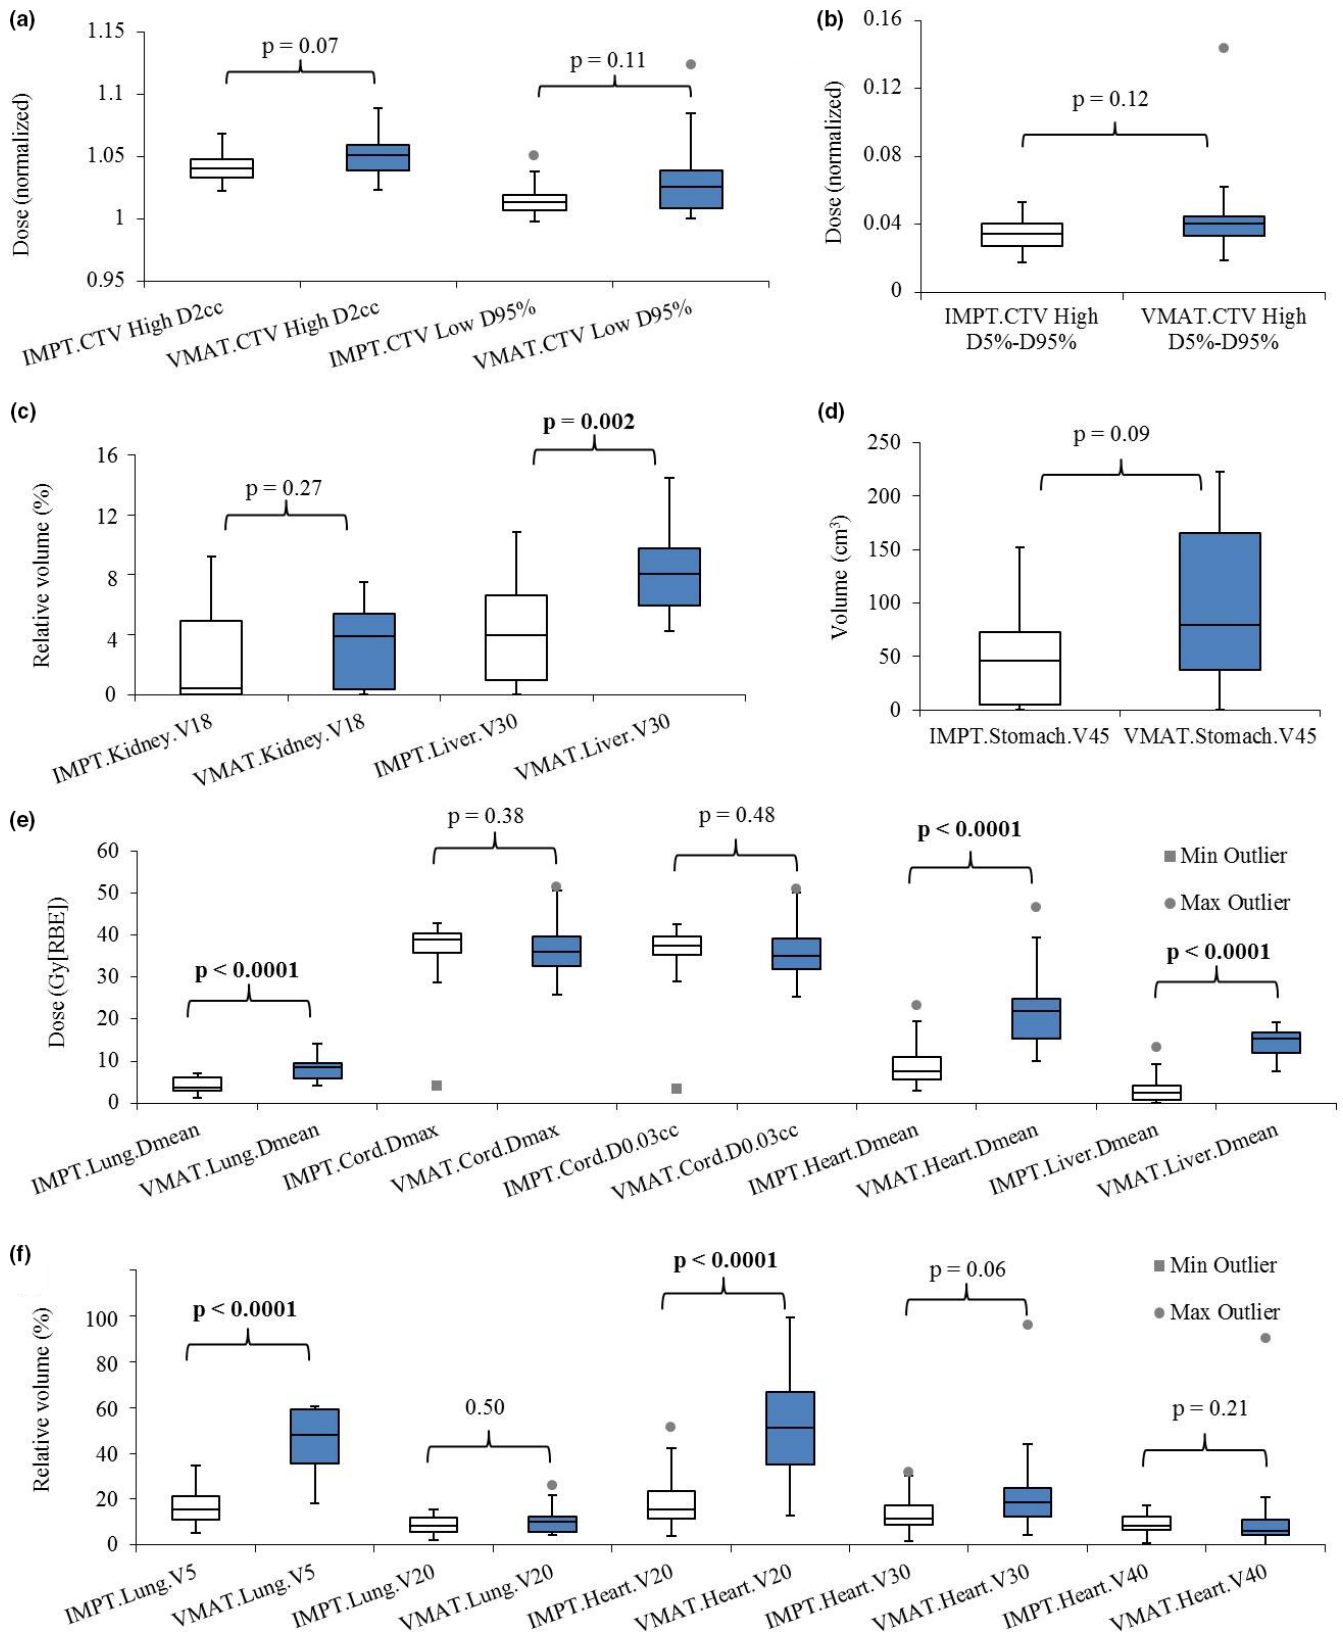 (a)
1.15
p = 0.07
p = 0.11
1.1
1.05
1
0.95
Dose (normalized)
IMPT.CTV High D2cc
VMAT.CTV High D2cc
IMPT.CTV Low D95%
VMAT.CTV Low D95%
(b)
0.16
0.12
p = 0.12
0.08
0.04
0
Dose (normalized)
IMPT.CTV High
D5%-D95%
VMAT.CTV High
D5%-D95%
(c)
p = 0.002
16
p = 0.27
12
8
4
0
Relative volume (%)
IMPT.Kidney.V18
VMAT.Kidney.V18
IMPT.Liver.V30
VMAT.Liver.V30
(d)
250
p = 0.09
200
150
100
50
0
Volume (cm³)
IMPT.Stomach.V45
VMAT.Stomach.V45
(e)
p = 0.38
p = 0.48
p < 0.0001
Min Outlier
Max Outlier
p < 0.0001
p < 0.0001
60
50
40
30
20
10
0
Dose (Gy[RBE])
IMPT.Lung.Dmean
VMAT.Lung.Dmean
IMPT.Cord.Dmax
VMAT.Cord.Dmax
IMPT.Cord.D0.03cc
VMAT.Cord.D0.03cc
IMPT.Heart.Dmean
VMAT.Heart.Dmean
IMPT.Liver.Dmean
VMAT.Liver.Dmean
(f)
p < 0.0001
p < 0.0001
p = 0.06
Min Outlier
Max Outlier
0.50
p = 0.21
100
80
60
40
20
0
Relative volume (%)
IMPT.Lung.V5
VMAT.Lung.V5
IMPT.Lung.V20
VMAT.Lung.V20
IMPT.Heart.V20
VMAT.Heart.V20
IMPT.Heart.V30
VMAT.Heart.V30
IMPT.Heart.V40
VMAT.Heart.V40